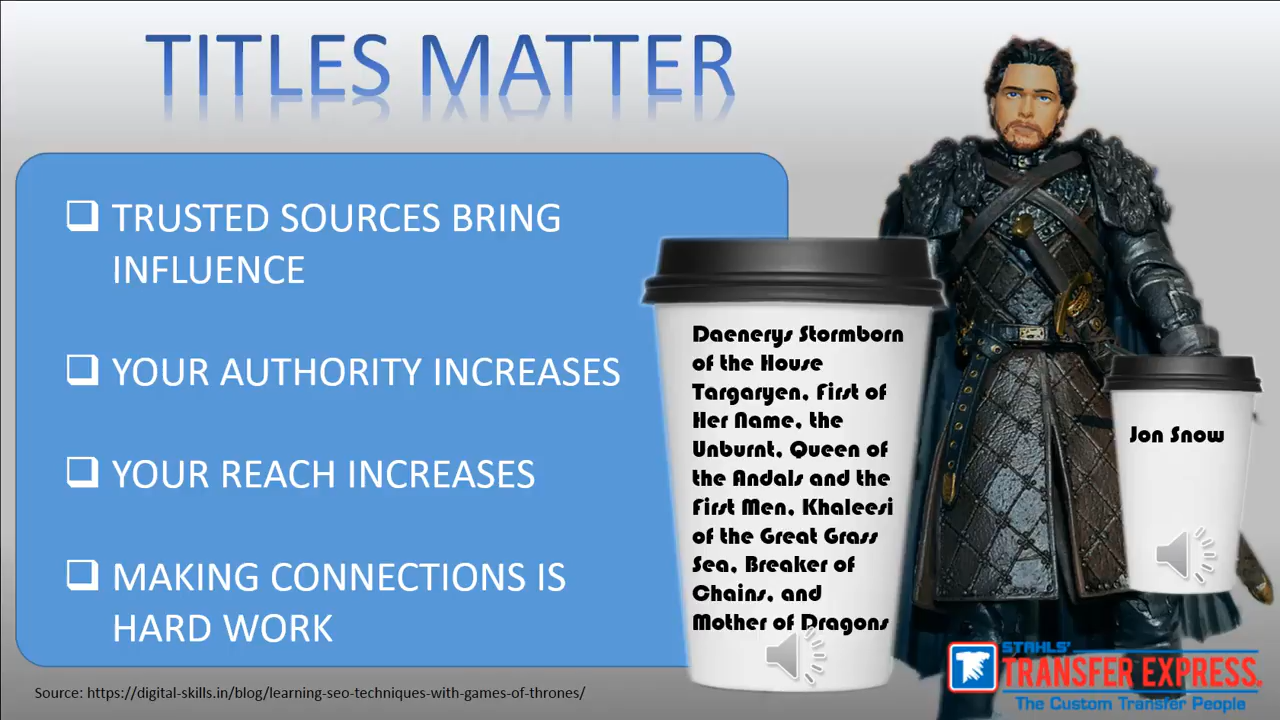 TITLES MATTER
TRUSTED SOURCES BRING
INFLUENCE
YOUR AUTHORITY INCREASES
YOUR REACH INCREASES
MAKING CONNECTIONS IS
HARD WORK
Daenerys Stormborn
of the House
Targaryen, First of
Her Name, the
Unburnt, Queen of
the Andals and the
First Men, Khaleesi
of the Great Grass
Sea, Breaker of
Chains, and
Mother of Dragons
Jon Snow
Source: https://digital-skills.in/blog/learning-seo-techniques-with-games-of-thrones/
STAHLS'
TRANSFER EXPRESS.
The Custom Transfer People